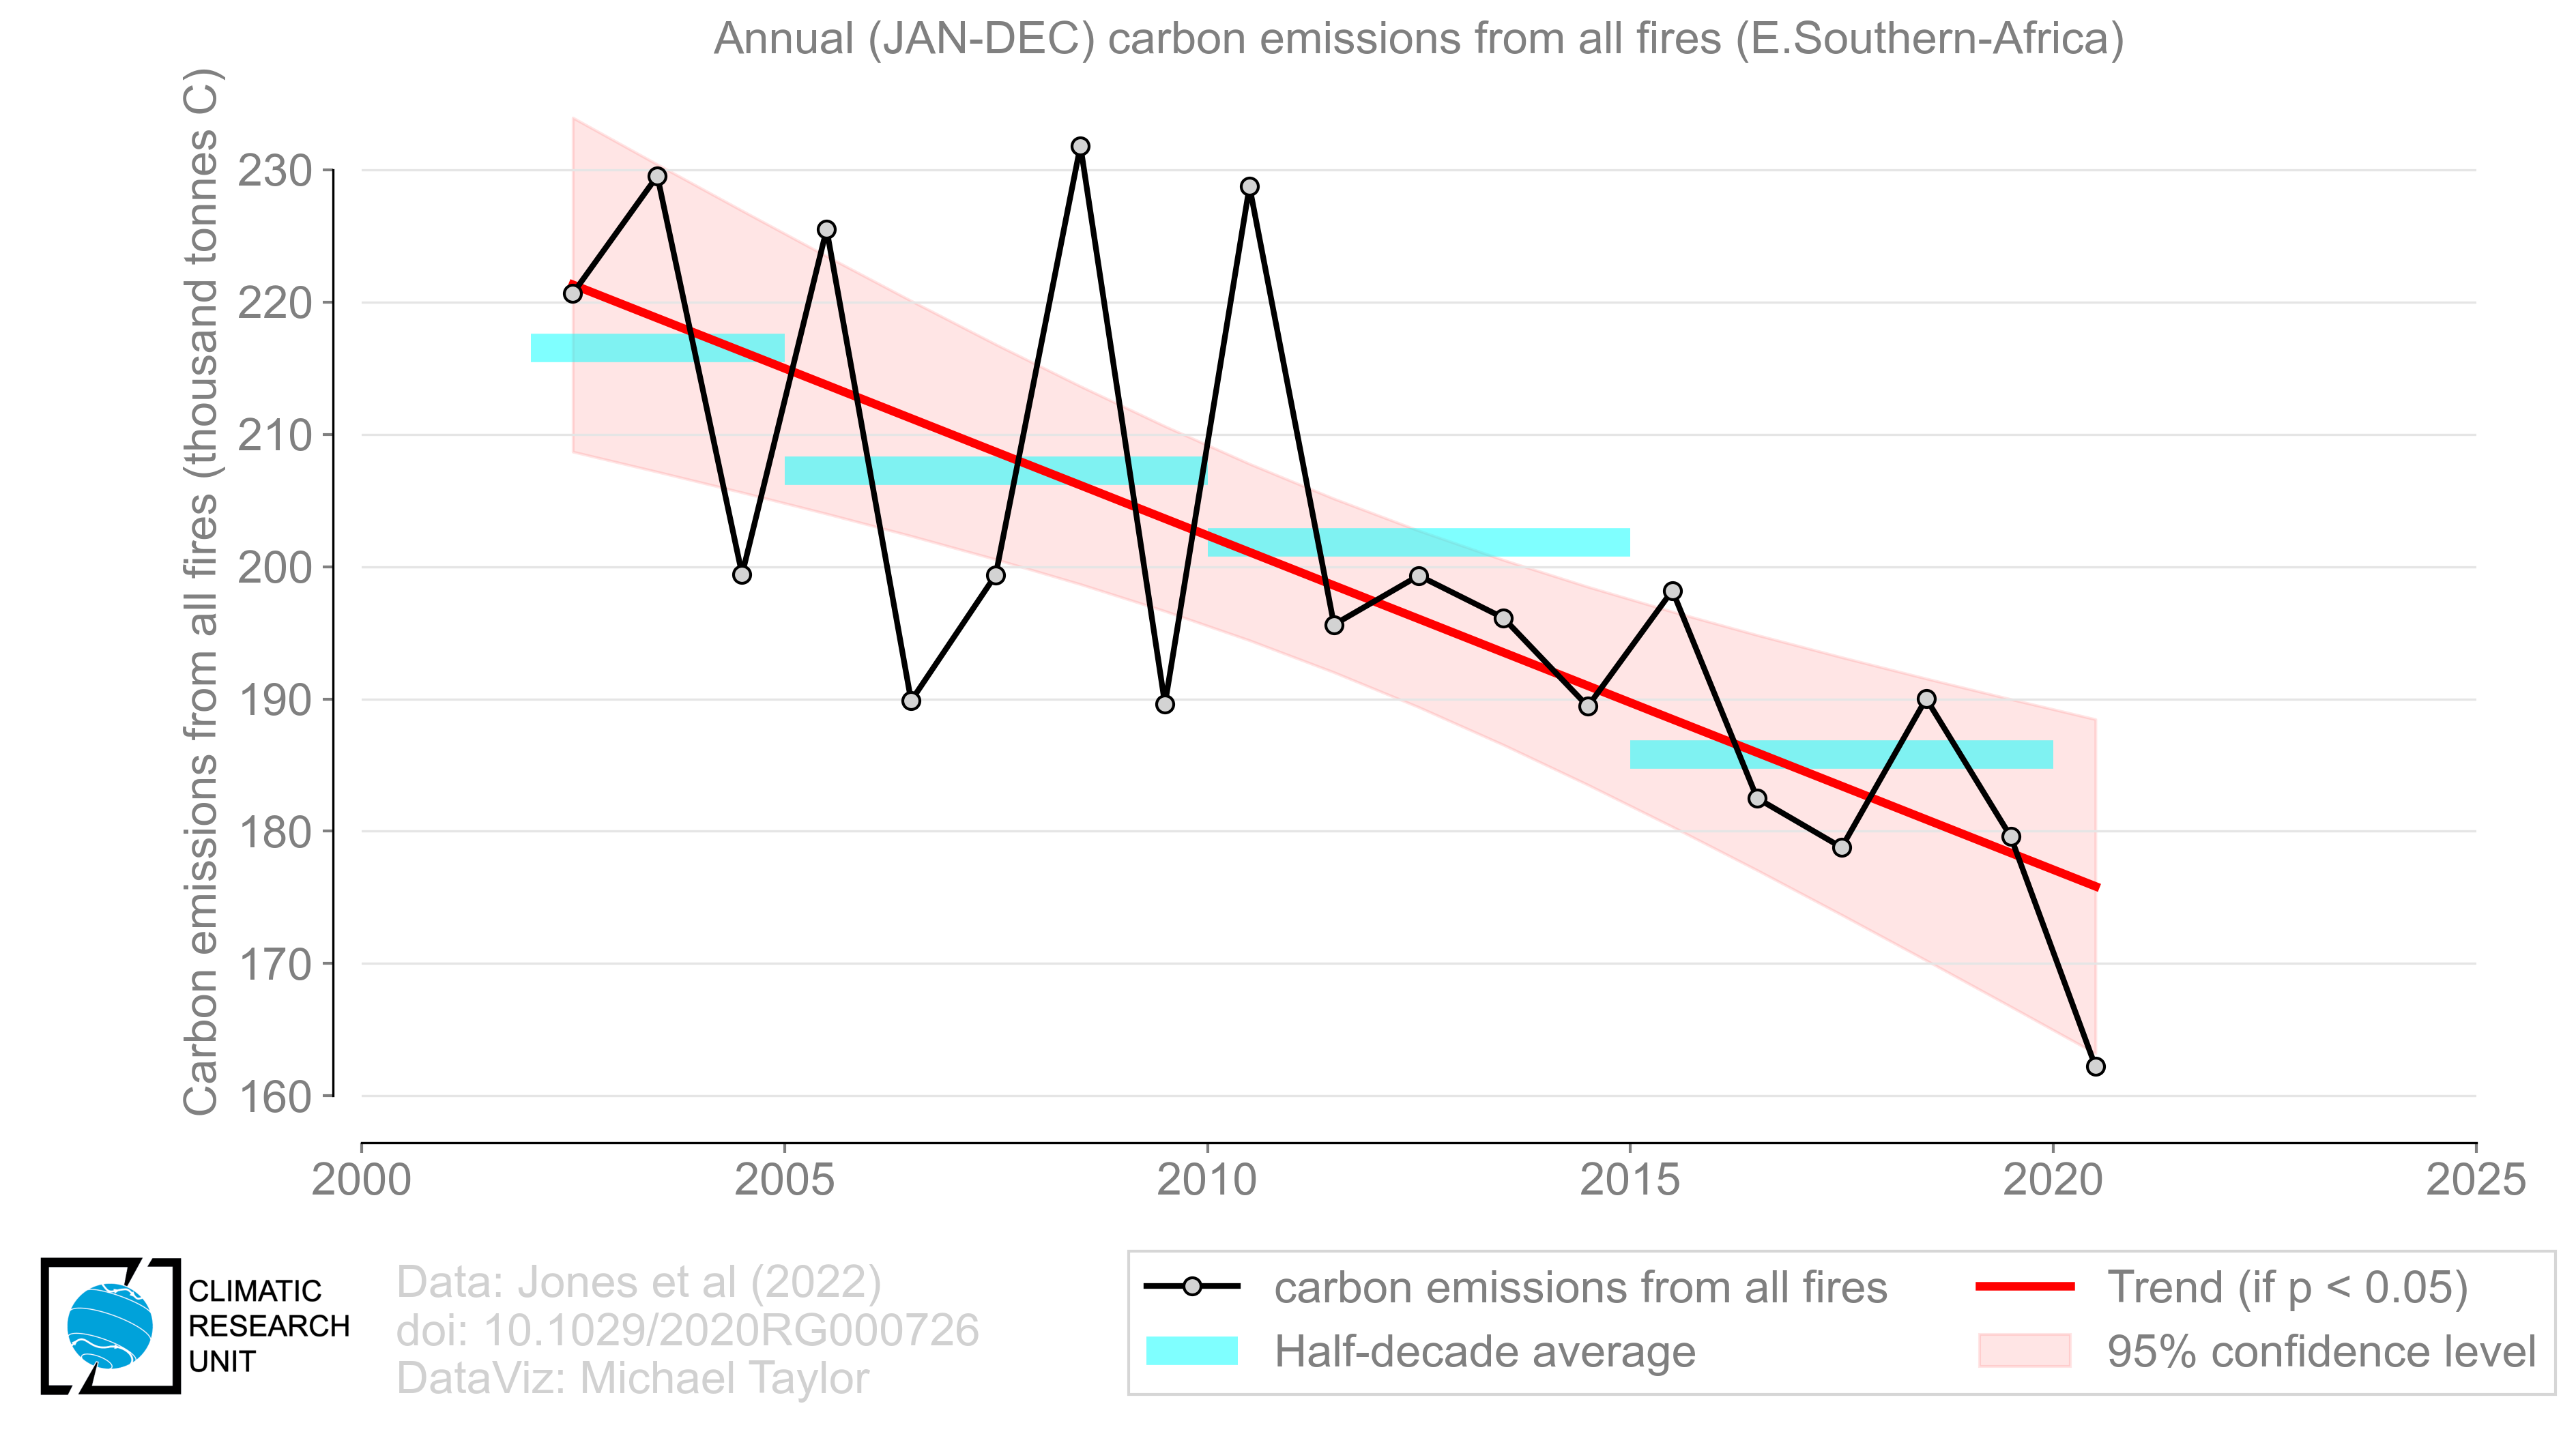 Annual (JAN-DEC) carbon emissions from all fires (E.Southern-Africa)
Carbon emissions from all fires (thousand tonnes C)
230
220
210
200
190
180
170
160
2000
2005
2010
2015
2020
2025
CLIMATIC
RESEARCH
UNIT
Data: Jones et al (2022)
doi: 10.1029/2020RG000726
DataViz: Michael Taylor
carbon emissions from all fires
Half-decade average
Trend (if p < 0.05)
95% confidence level